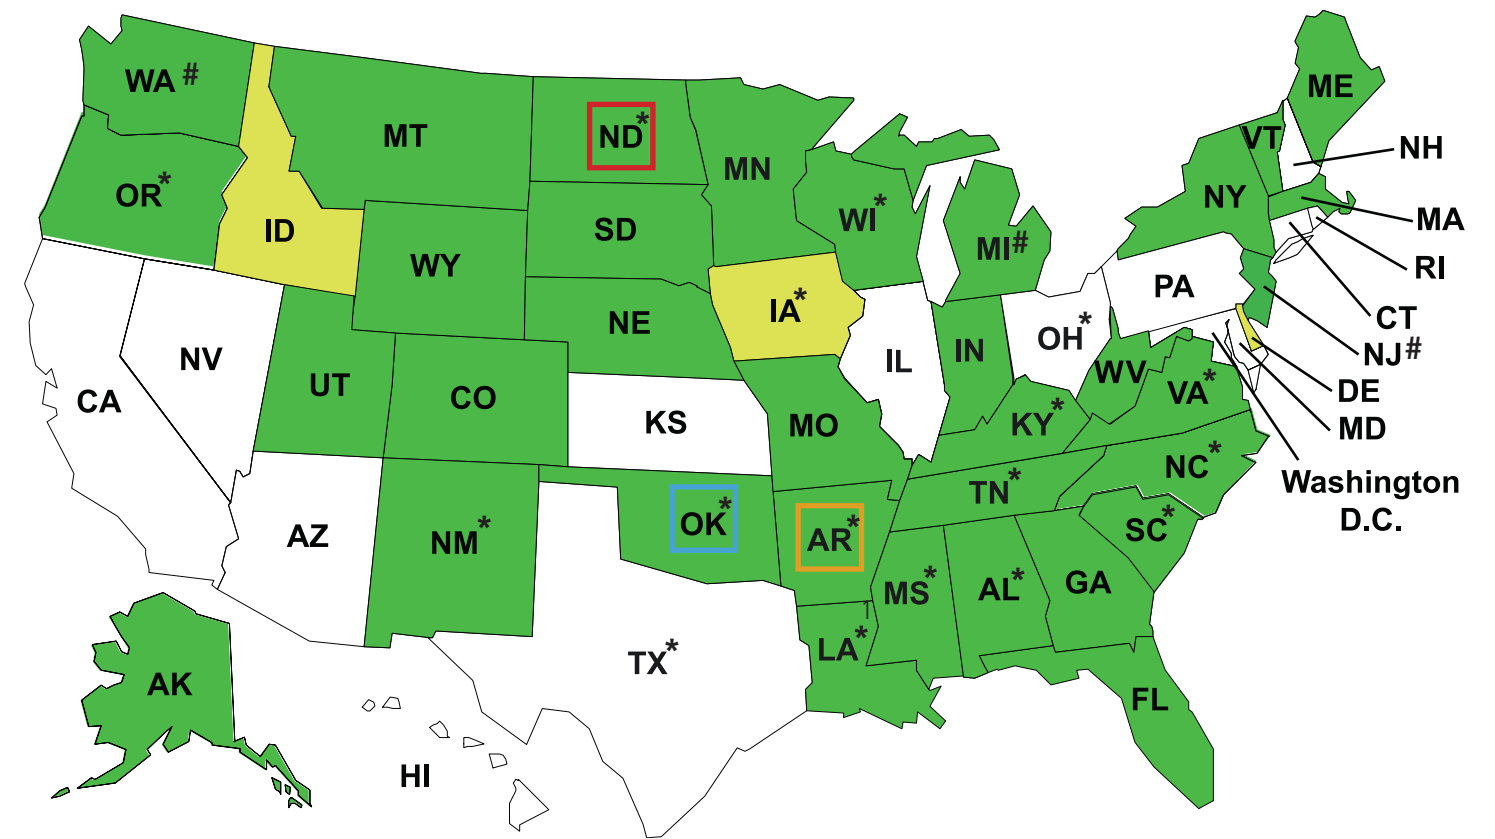 WA #
MT
ND*
MN
ME
VT
NH
OR*
ID
SD
WI*
MI#
NY
MA
WY
RI
IA*
PA
NE
CT
NV
IL
IN
OH*
NJ#
CA
UT
CO
WV
VA*
DE
KS
MO
KY*
MD
NC*
TN*
Washington
D.C.
AZ
NM*
OK*
AR*
SC*
MS*
AL*
GA
†
LA*
TX*
AK
FL
HI